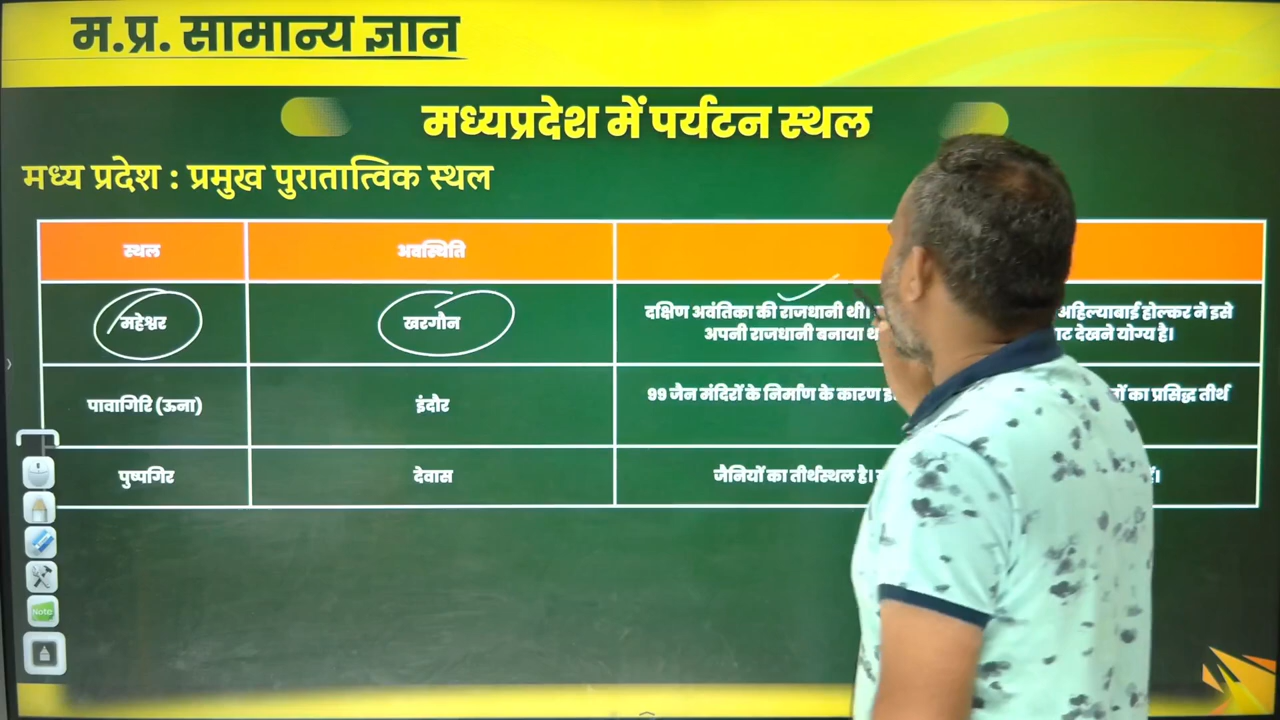 म.प्र. सामान्य ज्ञान
मध्यप्रदेश में पर्यटन स्थल
मध्य प्रदेश : प्रमुख पुरातात्विक स्थल
स्थल
अवस्थिति
महेश्वर
खरगौन
दक्षिण अवंतिका की राजधानी थी। अहिल्याबाई होल्कर ने इसे
अपनी राजधानी बनाया देखने योग्य है।
पावागिरि (ऊना)
इंदौर
99 जैन मंदिरों के निर्माण के कारण का प्रसिद्ध तीर्थ
पुष्पगिर
देवास
जैनियों का तीर्थस्थल है।
Note